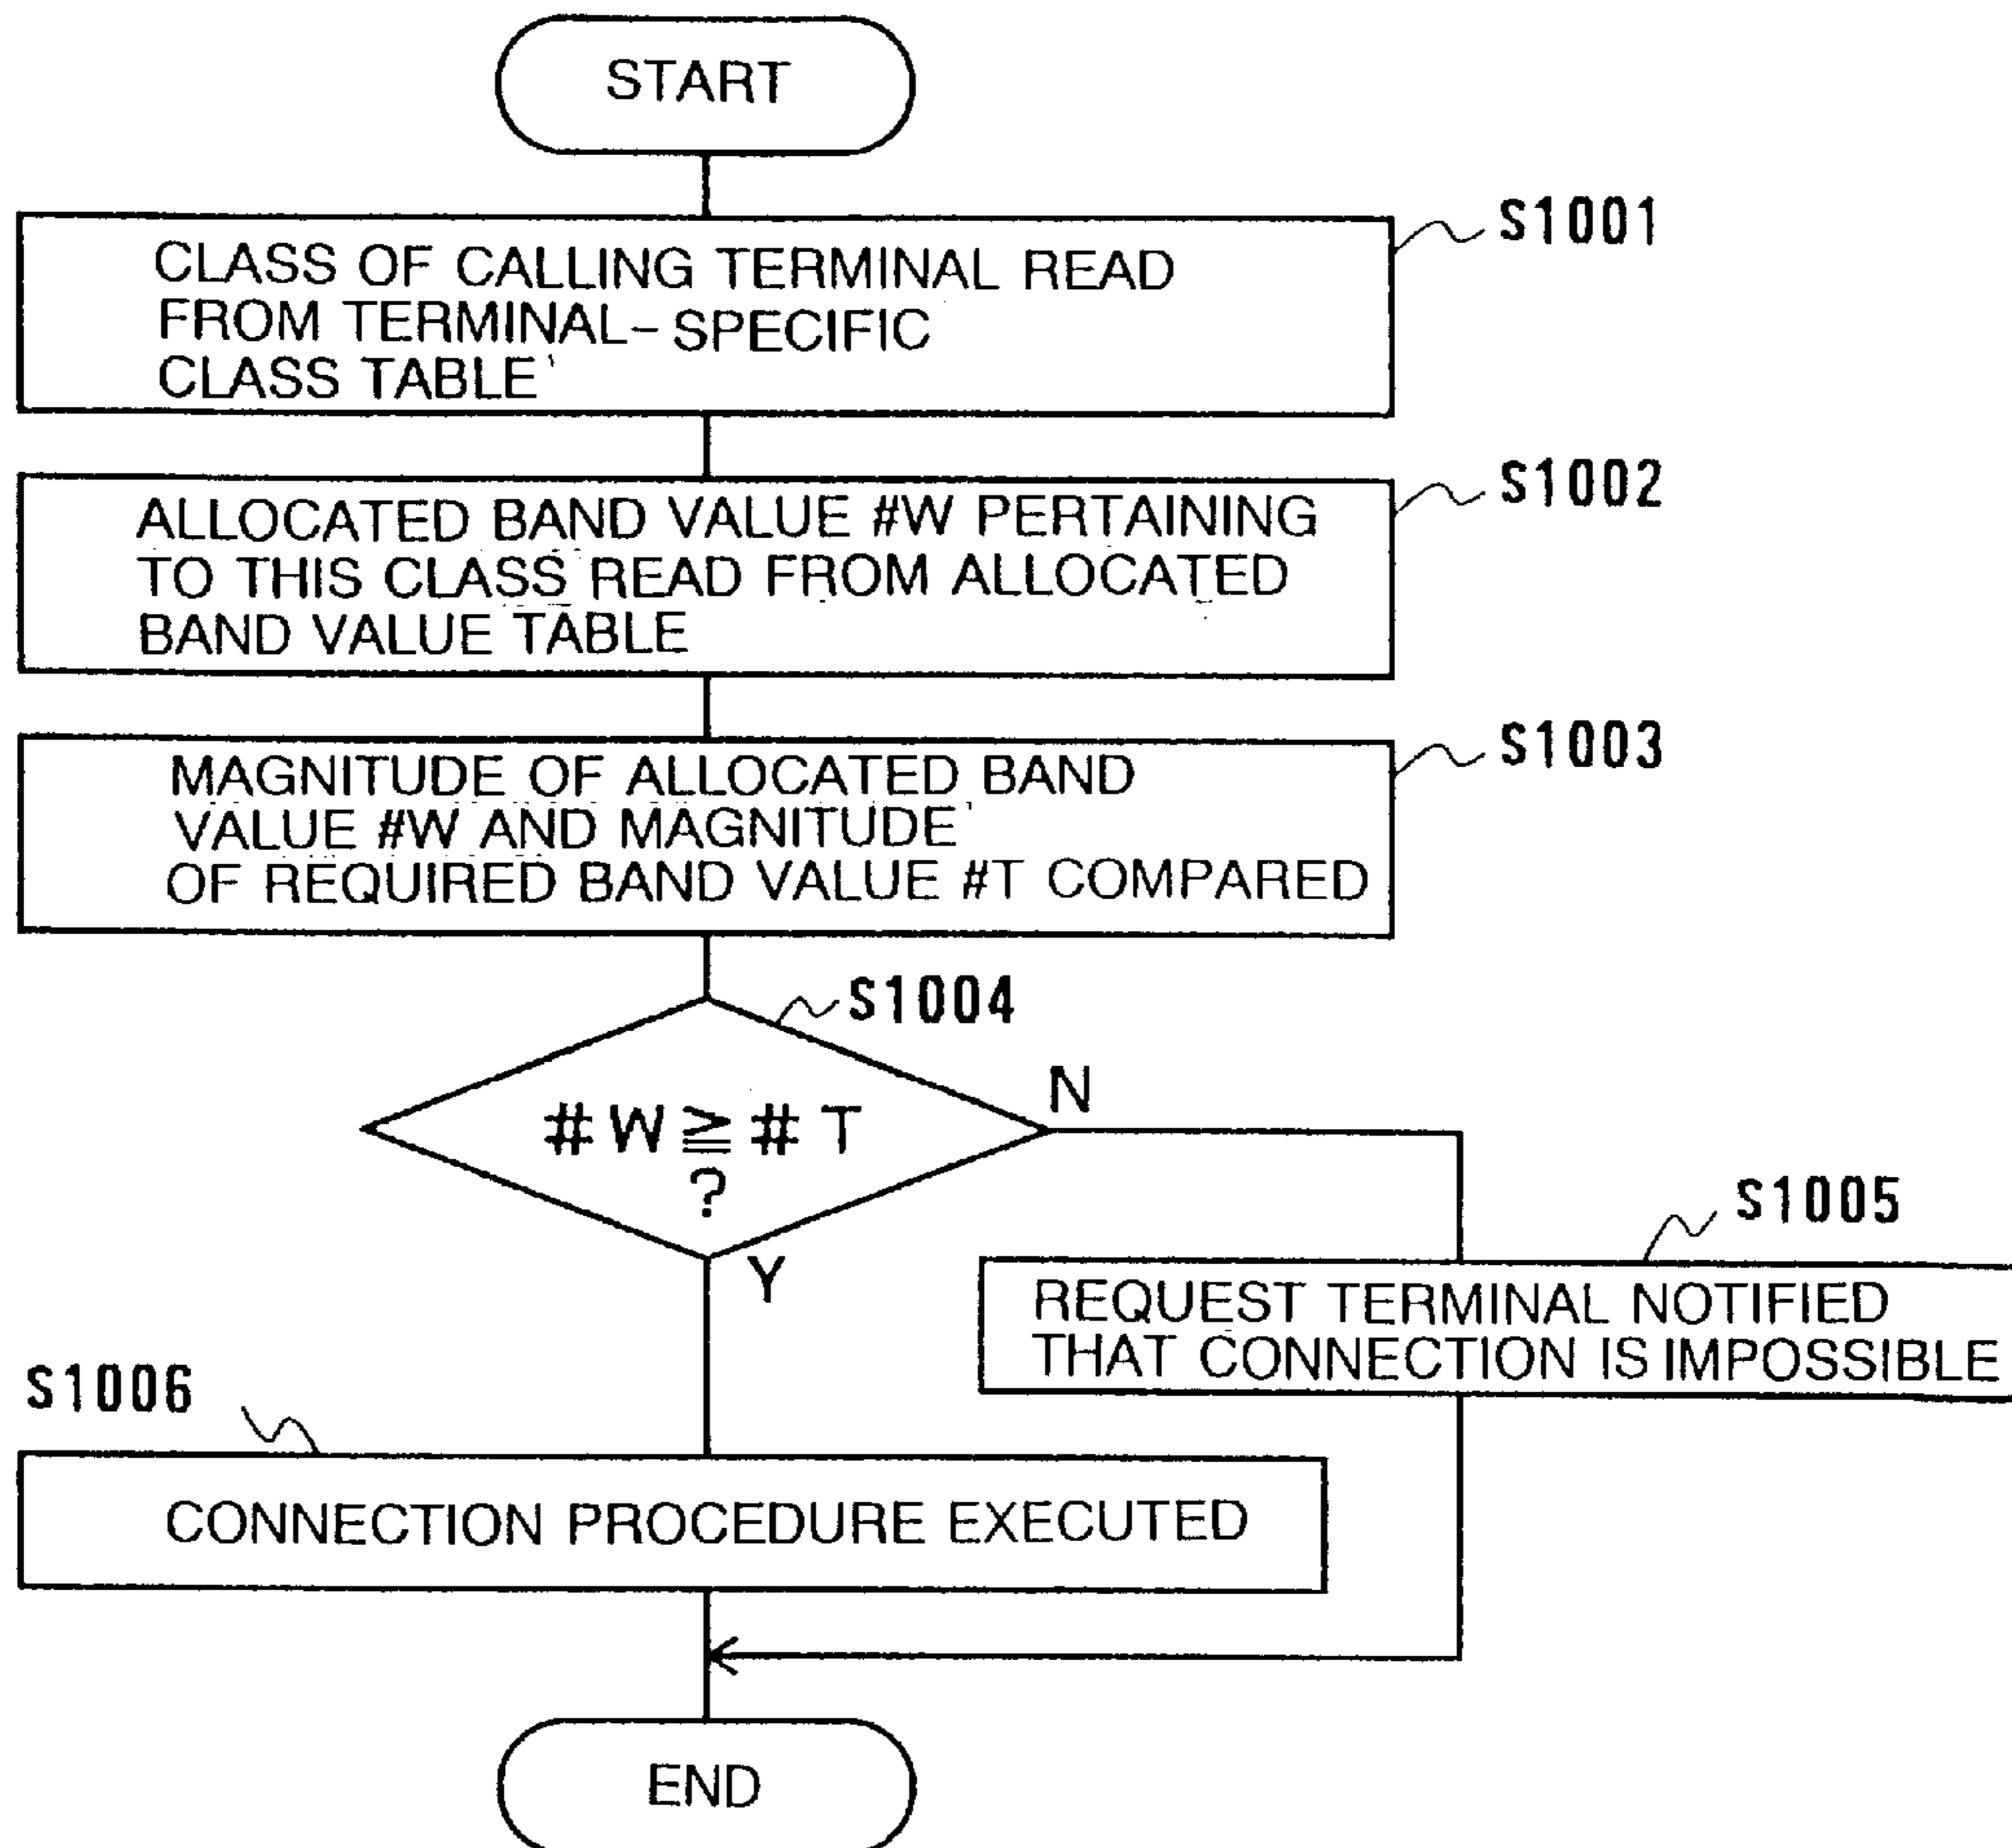 START
S1001
CLASS OF CALLING TERMINAL READ
FROM TERMINAL-SPECIFIC
CLASS TABLE
S1002
ALLOCATED BAND VALUE #W PERTAINING
TO THIS CLASS READ FROM ALLOCATED
BAND VALUE TABLE
S1003
MAGNITUDE OF ALLOCATED BAND
VALUE #W AND MAGNITUDE
OF REQUIRED BAND VALUE #T COMPARED
S1004
#W≧#T
?
N
Y
S1005
REQUEST TERMINAL NOTIFIED
THAT CONNECTION IS IMPOSSIBLE
S1006
CONNECTION PROCEDURE EXECUTED
END